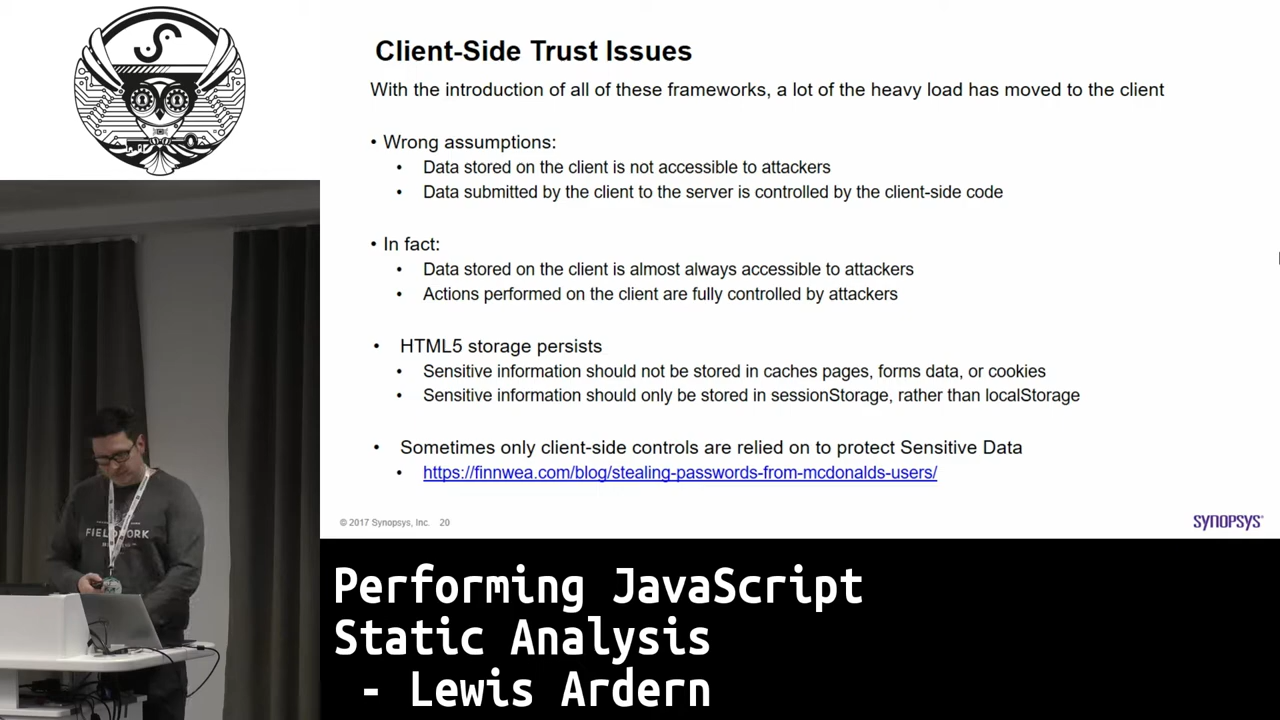 Client-Side Trust Issues
With the introduction of all of these frameworks, a lot of the heavy load has moved to the client
• Wrong assumptions:
• Data stored on the client is not accessible to attackers
• Data submitted by the client to the server is controlled by the client-side code
• In fact:
• Data stored on the client is almost always accessible to attackers
• Actions performed on the client are fully controlled by attackers
• HTML5 storage persists
• Sensitive information should not be stored in caches pages, forms data, or cookies
• Sensitive information should only be stored in sessionStorage, rather than localStorage
• Sometimes only client-side controls are relied on to protect Sensitive Data
• https://finnwea.com/blog/stealing-passwords-from-mcdonalds-users/
© 2017 Synopsys, Inc. 20
SYNOPSYS®
FIELDWORK
Performing JavaScript
Static Analysis
- Lewis Ardern